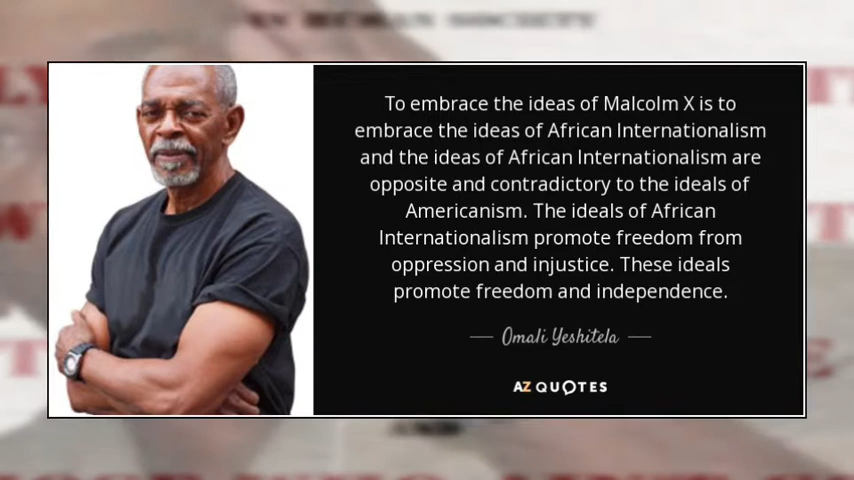 To embrace the ideas of Malcolm X is to
embrace the ideas of African Internationalism
and the ideas of African Internationalism are
opposite and contradictory to the ideals of
Americanism. The ideals of African
Internationalism promote freedom from
oppression and injustice. These ideals
promote freedom and independence.
Omali Yeshitela
AZ QUOTES